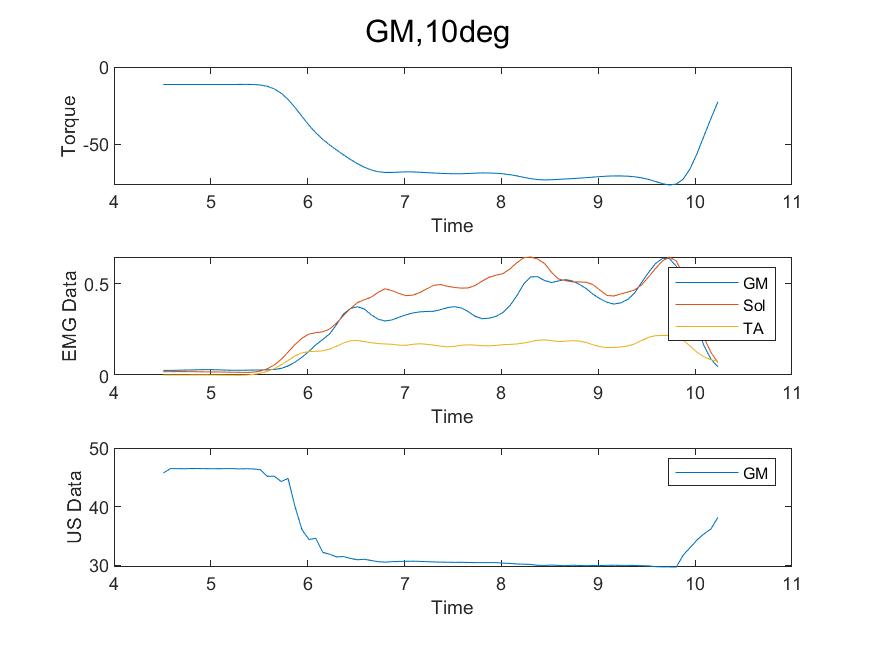 GM,10deg
0
-50
Torque
4 5 6 7 8 9 10 11
Time
0.5
0
EMG Data
GM
Sol
TA
4 5 6 7 8 9 10 11
Time
50
40
30
US Data
GM
4 5 6 7 8 9 10 11
Time